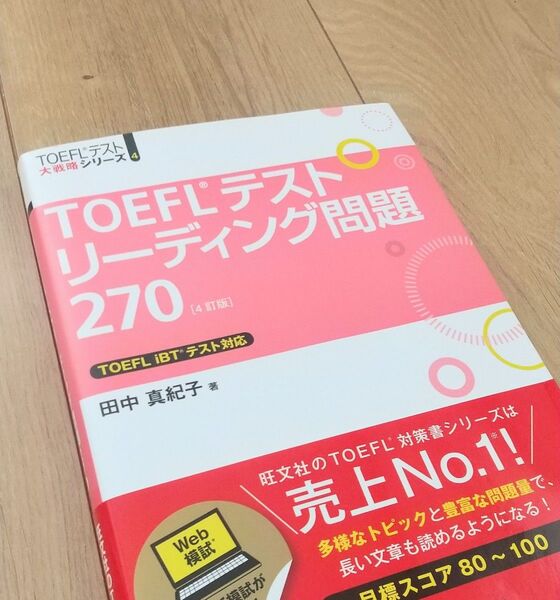 TOEFL®テスト
大戦略シリーズ 4
TOEFL®テスト
リーディング問題
270 [4訂版]
TOEFL iBT®テスト対応
田中 真紀子 著
旺文社のTOEFL®対策書シリーズは
売上No.1!※
多様なトピックと豊富な問題量で、
長い文章も読めるようになる!
目標スコア 80～100
Web
模試※
模試が